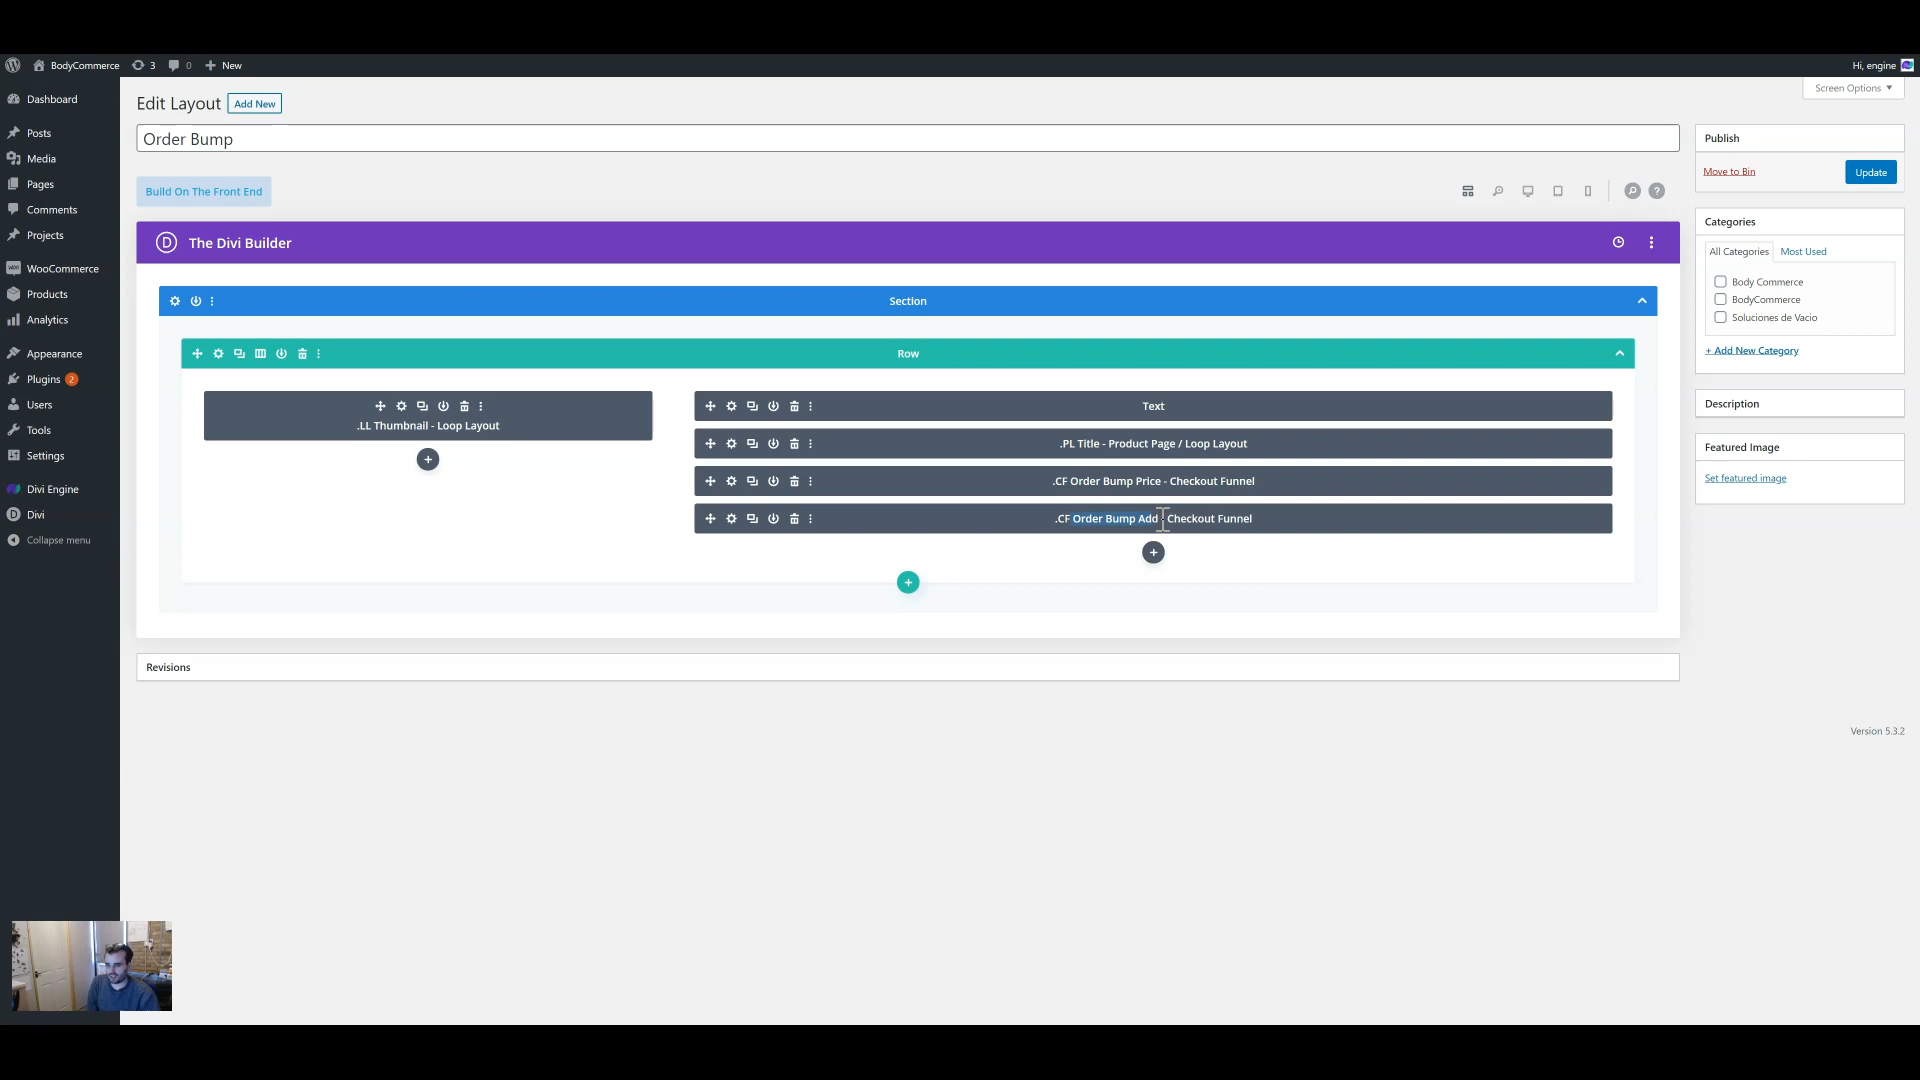 BodyCommerce 3 0 New
Hi, engine
Dashboard
Posts
Media
Pages
Comments
Projects
WooCommerce
Products
Analytics
Appearance
Plugins 2
Users
Tools
Settings
Divi Engine
Divi
Collapse menu
Edit Layout Add New
Screen Options
Order Bump
Build On The Front End
The Divi Builder
Section
Row
.LL Thumbnail - Loop Layout
Text
.PL Title - Product Page / Loop Layout
.CF Order Bump Price - Checkout Funnel
.CF Order Bump Add - Checkout Funnel
Revisions
Publish
Move to Bin
Update
Categories
All Categories Most Used
Body Commerce
BodyCommerce
Soluciones de Vacio
+ Add New Category
Description
Featured Image
Set featured image
Version 5.3.2